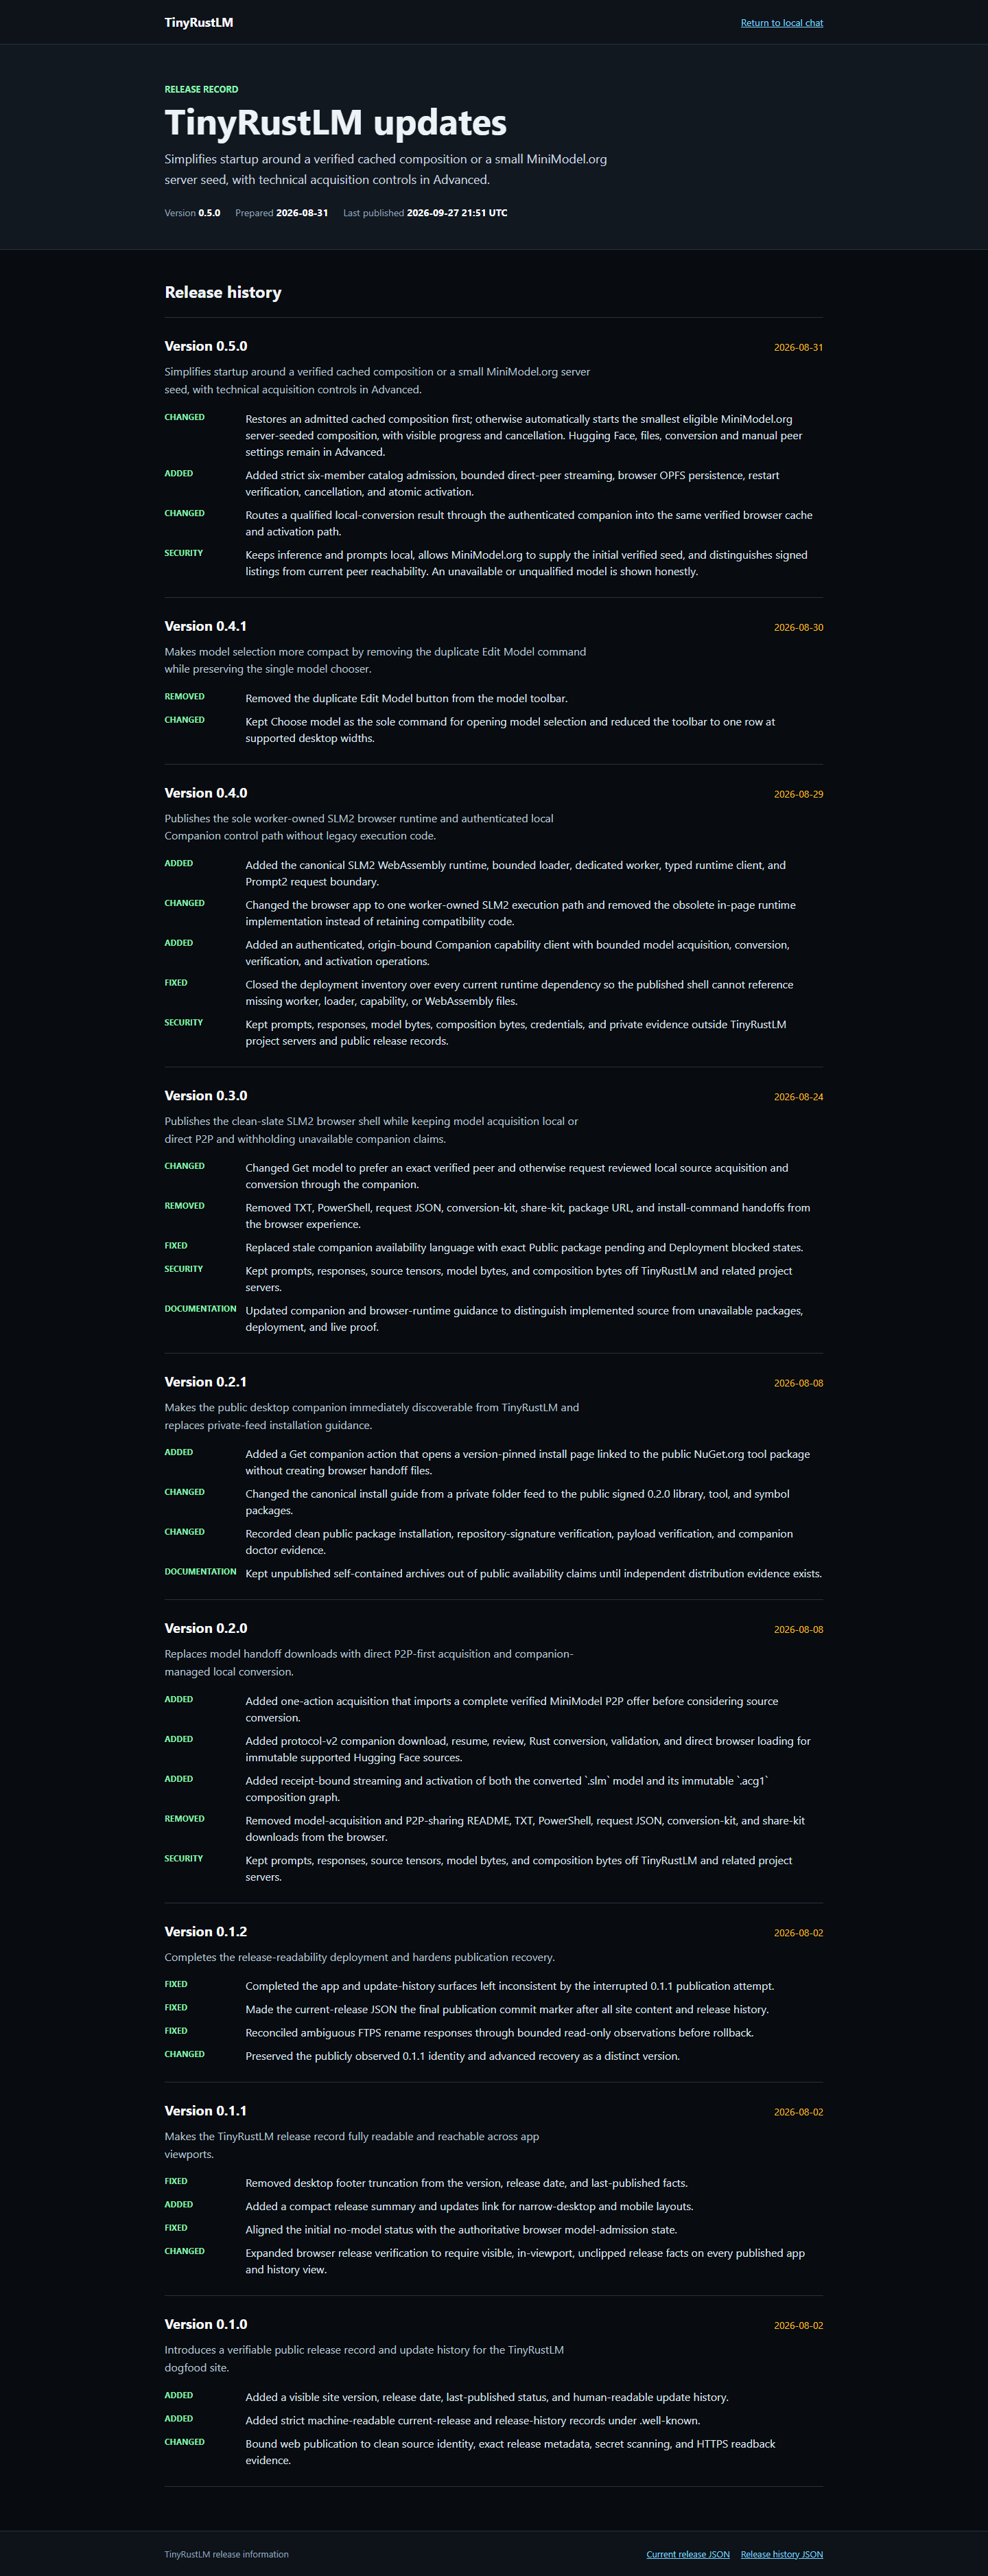 TinyRustLM
Return to local chat
RELEASE RECORD
TinyRustLM updates
Simplifies startup around a verified cached composition or a small MiniModel.org
server seed, with technical acquisition controls in Advanced.
Version 0.5.0 Prepared 2026-08-31 Last published 2026-09-27 21:51 UTC
Release history
Version 0.5.0
2026-08-31
Simplifies startup around a verified cached composition or a small MiniModel.org server
seed, with technical acquisition controls in Advanced.
CHANGED
Restores an admitted cached composition first; otherwise automatically starts the smallest eligible MiniModel.org
server-seeded composition, with visible progress and cancellation. Hugging Face, files, conversion and manual peer
settings remain in Advanced.
ADDED
Added strict six-member catalog admission, bounded direct-peer streaming, browser OPFS persistence, restart
verification, cancellation, and atomic activation.
CHANGED
Routes a qualified local-conversion result through the authenticated companion into the same verified browser cache
and activation path.
SECURITY
Keeps inference and prompts local, allows MiniModel.org to supply the initial verified seed, and distinguishes signed
listings from current peer reachability. An unavailable or unqualified model is shown honestly.
Version 0.4.1
2026-08-30
Makes model selection more compact by removing the duplicate Edit Model command
while preserving the single model chooser.
REMOVED
Removed the duplicate Edit Model button from the model toolbar.
CHANGED
Kept Choose model as the sole command for opening model selection and reduced the toolbar to one row at
supported desktop widths.
Version 0.4.0
2026-08-29
Publishes the sole worker-owned SLM2 browser runtime and authenticated local
Companion control path without legacy execution code.
ADDED
Added the canonical SLM2 WebAssembly runtime, bounded loader, dedicated worker, typed runtime client, and
Prompt2 request boundary.
CHANGED
Changed the browser app to one worker-owned SLM2 execution path and removed the obsolete in-page runtime
implementation instead of retaining compatibility code.
ADDED
Added an authenticated, origin-bound Companion capability client with bounded model acquisition, conversion,
verification, and activation operations.
FIXED
Closed the deployment inventory over every current runtime dependency so the published shell cannot reference
missing worker, loader, capability, or WebAssembly files.
SECURITY
Kept prompts, responses, model bytes, composition bytes, credentials, and private evidence outside TinyRustLM
project servers and public release records.
Version 0.3.0
2026-08-24
Publishes the clean-slate SLM2 browser shell while keeping model acquisition local or
direct P2P and withholding unavailable companion claims.
CHANGED
Changed Get model to prefer an exact verified peer and otherwise request reviewed local source acquisition and
conversion through the companion.
REMOVED
Removed TXT, PowerShell, request JSON, conversion-kit, share-kit, package URL, and install-command handoffs from
the browser experience.
FIXED
Replaced stale companion availability language with exact Public package pending and Deployment blocked states.
SECURITY
Kept prompts, responses, source tensors, model bytes, and composition bytes off TinyRustLM and related project
servers.
DOCUMENTATION
Updated companion and browser-runtime guidance to distinguish implemented source from unavailable packages,
deployment, and live proof.
Version 0.2.1
2026-08-08
Makes the public desktop companion immediately discoverable from TinyRustLM and
replaces private-feed installation guidance.
ADDED
Added a Get companion action that opens a version-pinned install page linked to the public NuGet.org tool package
without creating browser handoff files.
CHANGED
Changed the canonical install guide from a private folder feed to the public signed 0.2.0 library, tool, and symbol
packages.
CHANGED
Recorded clean public package installation, repository-signature verification, payload verification, and companion
doctor evidence.
DOCUMENTATION
Kept unpublished self-contained archives out of public availability claims until independent distribution evidence exists.
Version 0.2.0
2026-08-08
Replaces model handoff downloads with direct P2P-first acquisition and companion-
managed local conversion.
ADDED
Added one-action acquisition that imports a complete verified MiniModel P2P offer before considering source
conversion.
ADDED
Added protocol-v2 companion download, resume, review, Rust conversion, validation, and direct browser loading for
immutable supported Hugging Face sources.
ADDED
Added receipt-bound streaming and activation of both the converted `.slm` model and its immutable `.acg1`
composition graph.
REMOVED
Removed model-acquisition and P2P-sharing README, TXT, PowerShell, request JSON, conversion-kit, and share-kit
downloads from the browser.
SECURITY
Kept prompts, responses, source tensors, model bytes, and composition bytes off TinyRustLM and related project
servers.
Version 0.1.2
2026-08-02
Completes the release-readability deployment and hardens publication recovery.
FIXED
Completed the app and update-history surfaces left inconsistent by the interrupted 0.1.1 publication attempt.
FIXED
Made the current-release JSON the final publication commit marker after all site content and release history.
FIXED
Reconciled ambiguous FTPS rename responses through bounded read-only observations before rollback.
CHANGED
Preserved the publicly observed 0.1.1 identity and advanced recovery as a distinct version.
Version 0.1.1
2026-08-02
Makes the TinyRustLM release record fully readable and reachable across app
viewports.
FIXED
Removed desktop footer truncation from the version, release date, and last-published facts.
ADDED
Added a compact release summary and updates link for narrow-desktop and mobile layouts.
FIXED
Aligned the initial no-model status with the authoritative browser model-admission state.
CHANGED
Expanded browser release verification to require visible, in-viewport, unclipped release facts on every published app
and history view.
Version 0.1.0
2026-08-02
Introduces a verifiable public release record and update history for the TinyRustLM
dogfood site.
ADDED
Added a visible site version, release date, last-published status, and human-readable update history.
ADDED
Added strict machine-readable current-release and release-history records under .well-known.
CHANGED
Bound web publication to clean source identity, exact release metadata, secret scanning, and HTTPS readback
evidence.
TinyRustLM release information
Current release JSON Release history JSON